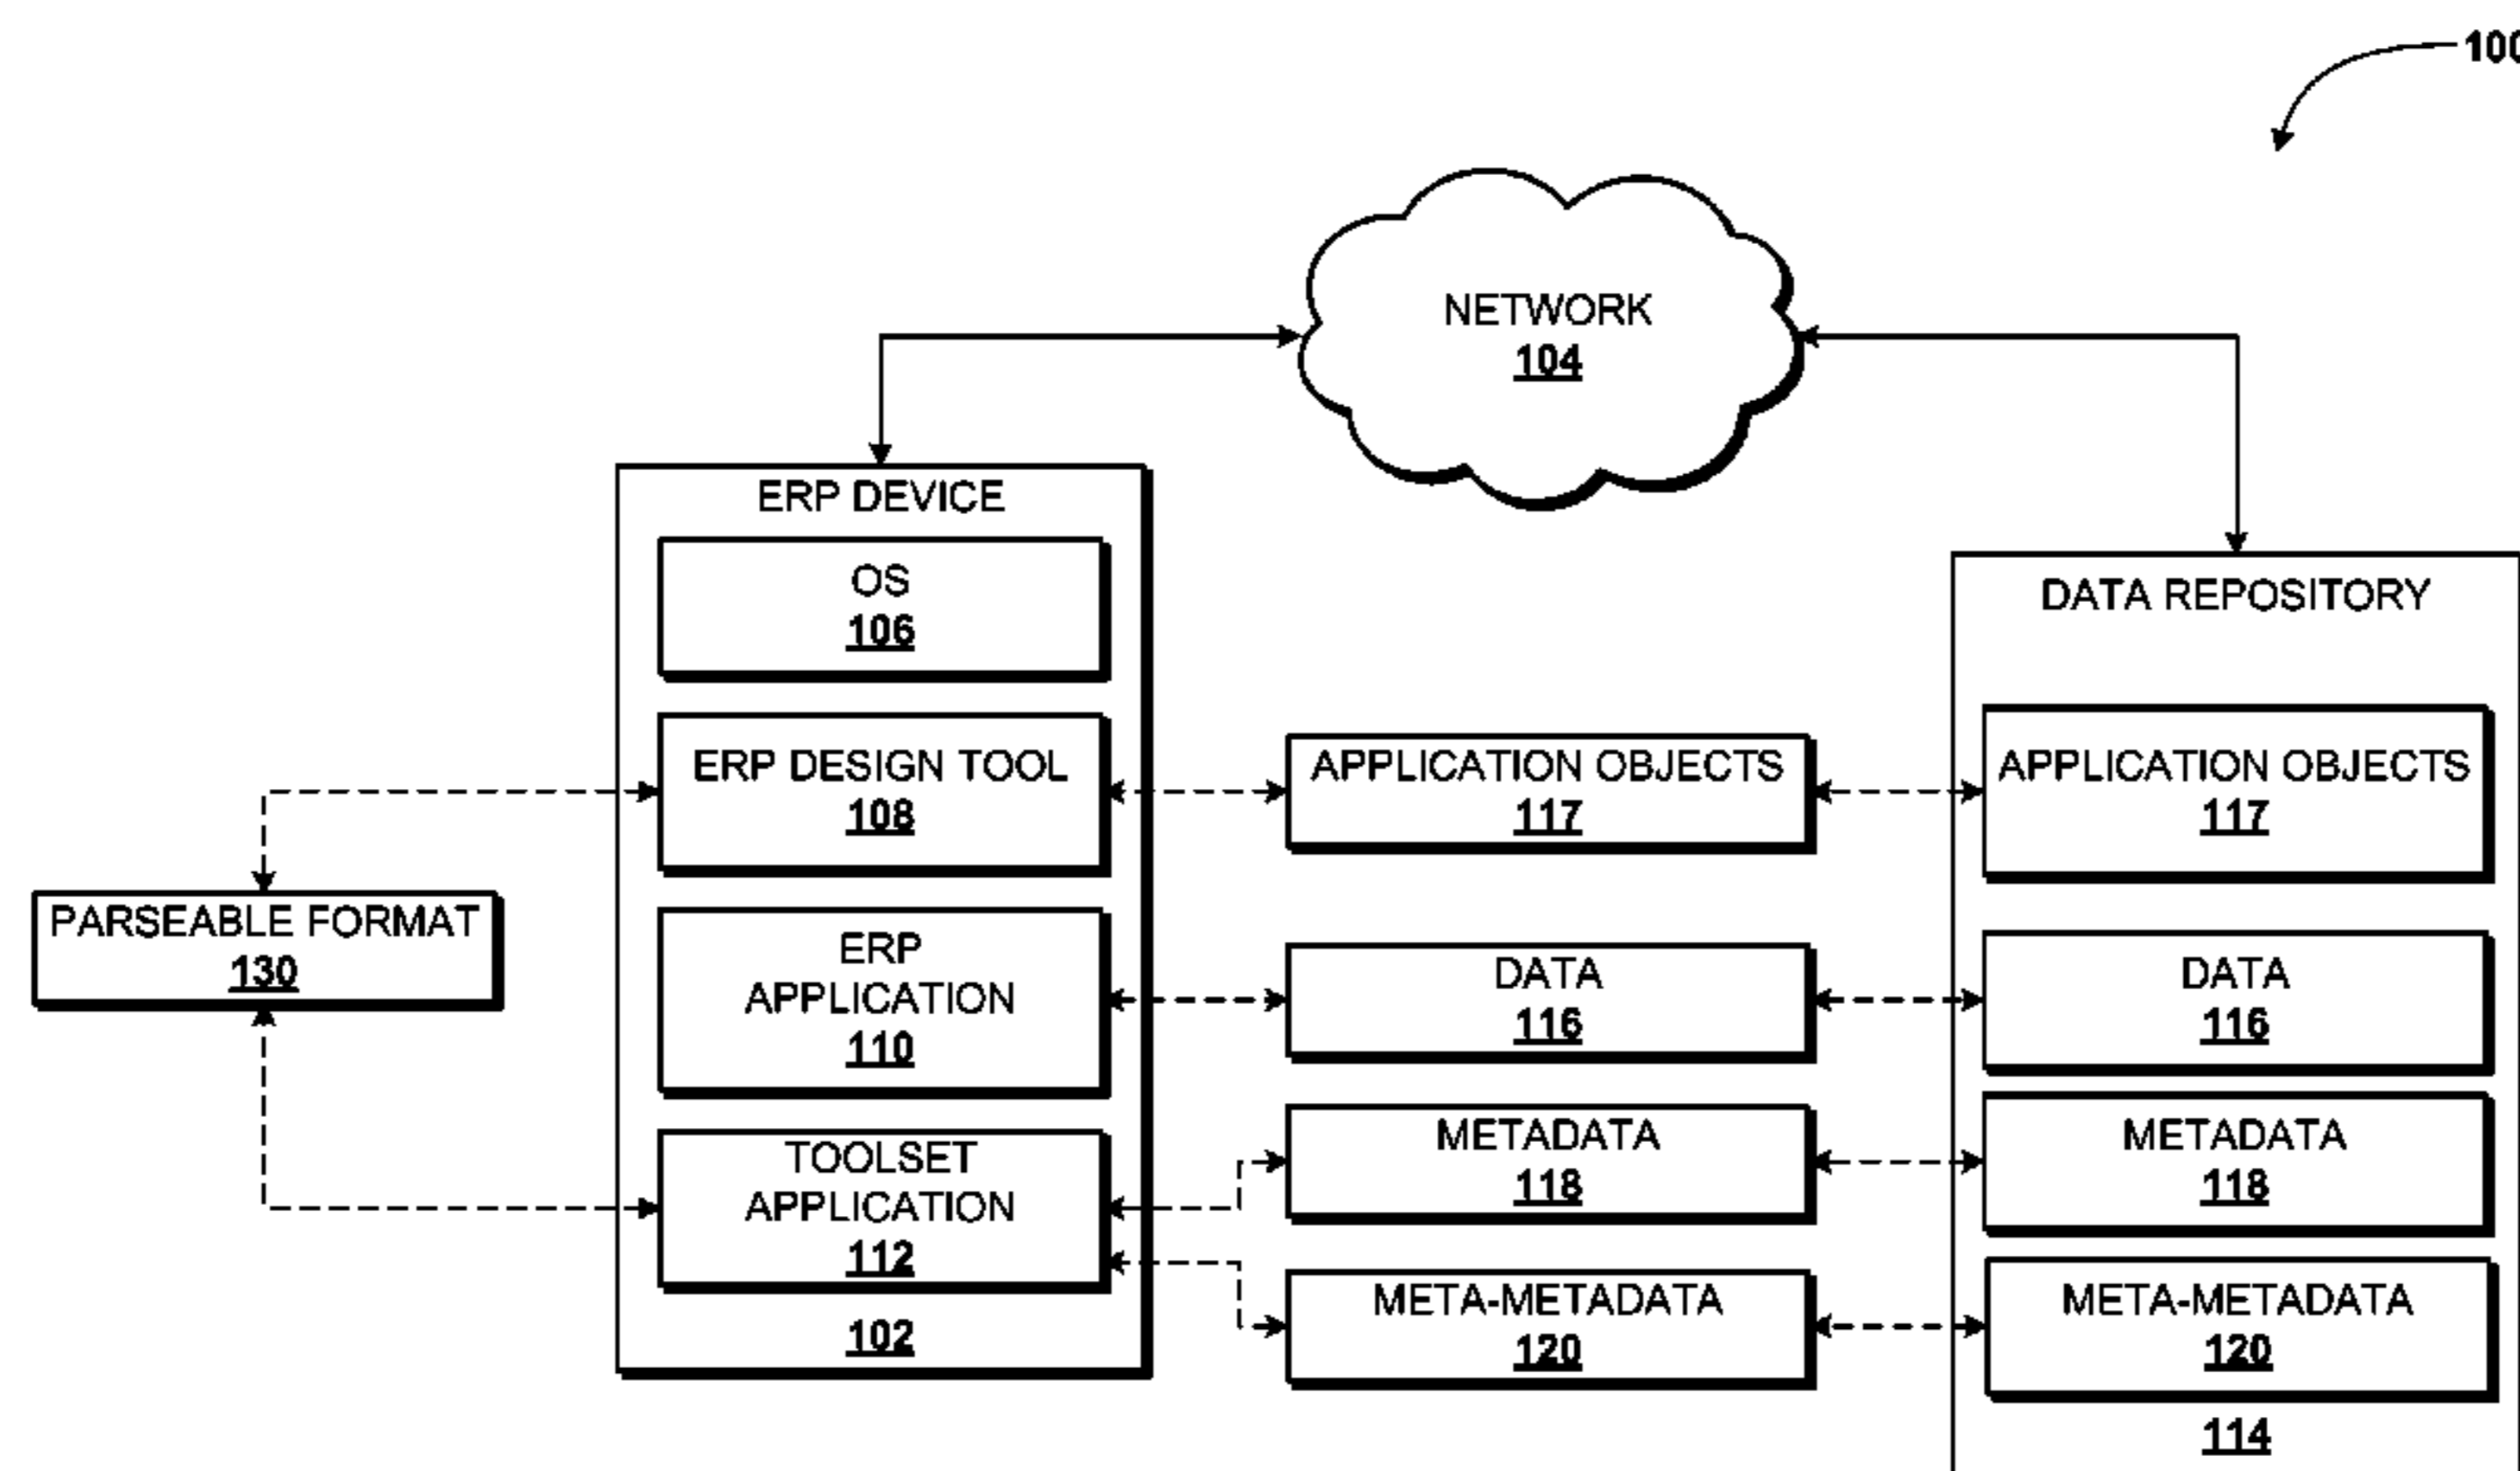 100
NETWORK
104
ERP DEVICE
OS
106
ERP DESIGN TOOL
108
ERP
APPLICATION
110
TOOLSET
APPLICATION
112
102
PARSEABLE FORMAT
130
APPLICATION OBJECTS
117
DATA
116
METADATA
118
META-METADATA
120
DATA REPOSITORY
APPLICATION OBJECTS
117
DATA
116
METADATA
118
META-METADATA
120
114